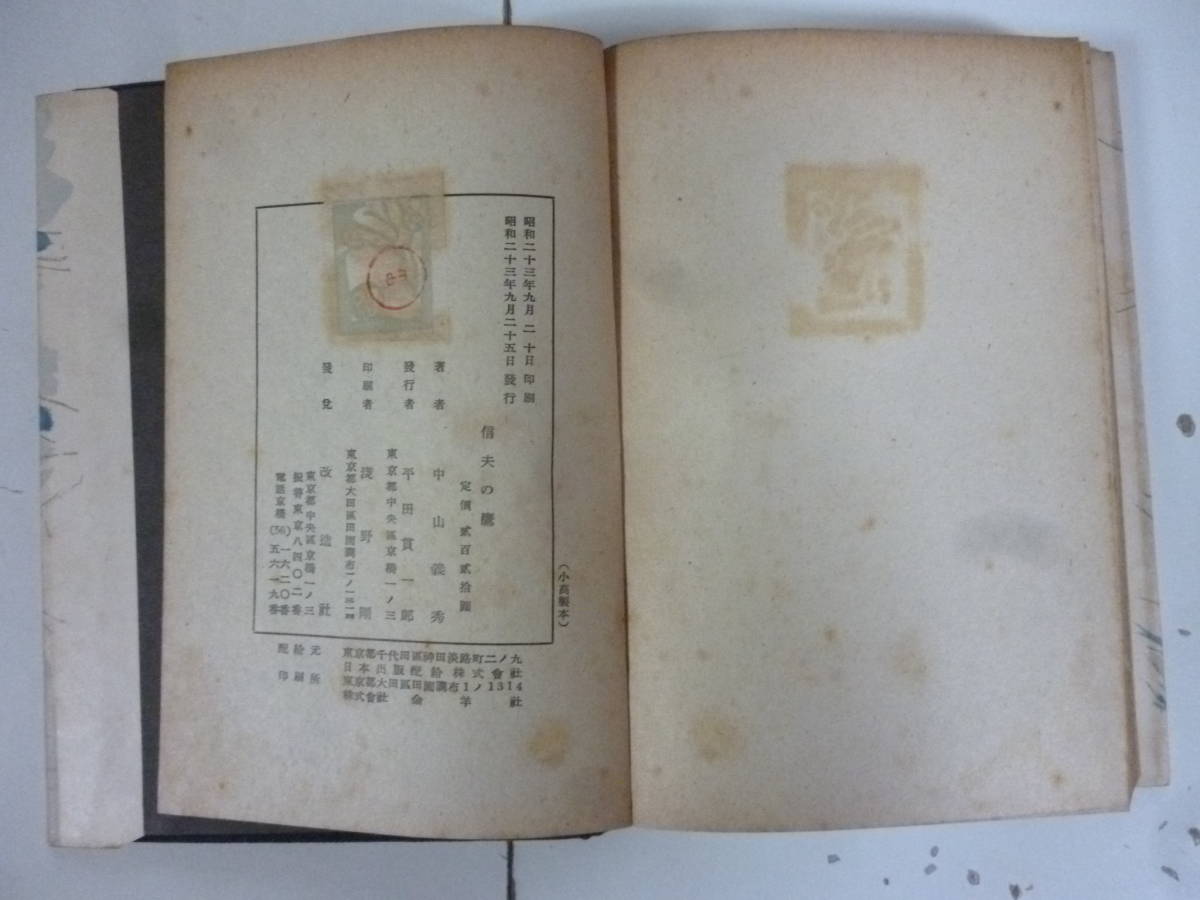 昭和二十三年九月二十日 印刷
昭和二十三年九月二十五日 發行
信夫の鷹
定價 貳百貳拾圓
著者 中山義秀
發行者 平田貫一郎
東京都中央區京橋一ノ三
印刷者 淺野剛
東京都大田區田園調布一ノ一三一四
發兌 改造社
東京都中央區京橋一ノ三
振替東京八四〇二番
電話京橋(56)一六二〇番
五六一九番
(小高製本)
配給元 東京都千代田區神田淡路町二ノ九
日本出版配給株式會社
印刷所 東京都大田區田園調布1ノ1314
株式會社 羊社